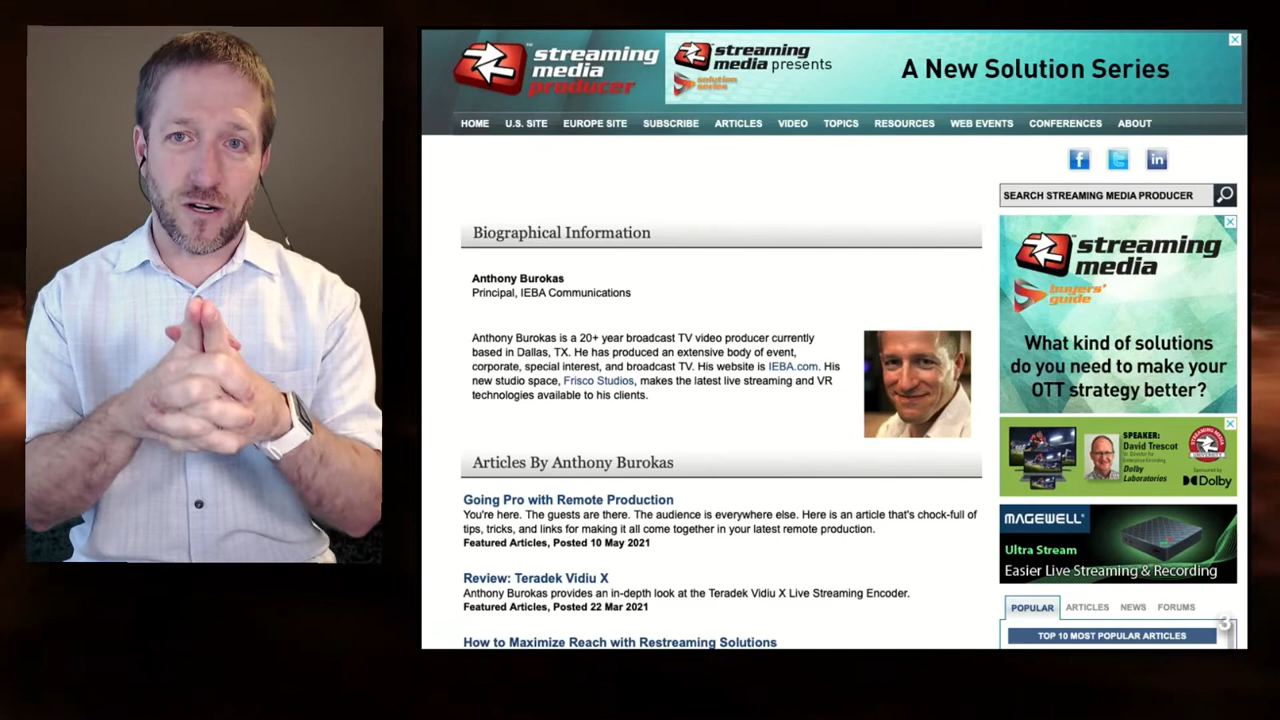 streaming
media
producer
streaming
media presents
solution
series
A New Solution Series
HOME U.S. SITE EUROPE SITE SUBSCRIBE ARTICLES VIDEO TOPICS RESOURCES WEB EVENTS CONFERENCES ABOUT
SEARCH STREAMING MEDIA PRODUCER
Biographical Information
Anthony Burokas
Principal, IEBA Communications
Anthony Burokas is a 20+ year broadcast TV video producer currently
based in Dallas, TX. He has produced an extensive body of event,
corporate, special interest, and broadcast TV. His website is IEBA.com. His
new studio space, Frisco Studios, makes the latest live streaming and VR
technologies available to his clients.
Articles By Anthony Burokas
Going Pro with Remote Production
You're here. The guests are there. The audience is everywhere else. Here is an article that's chock-full of
tips, tricks, and links for making it all come together in your latest remote production.
Featured Articles, Posted 10 May 2021
Review: Teradek Vidiu X
Anthony Burokas provides an in-depth look at the Teradek Vidiu X Live Streaming Encoder.
Featured Articles, Posted 22 Mar 2021
How to Maximize Reach with Restreaming Solutions
streaming
media
buyers'
guide
What kind of solutions
do you need to make your
OTT strategy better?
SPEAKER:
David Trescot
Dolby
Laboratories
Sponsored by
Dolby
MAGEWELL
Ultra Stream
Easier Live Streaming & Recording
POPULAR ARTICLES NEWS FORUMS
3
TOP 10 MOST POPULAR ARTICLES